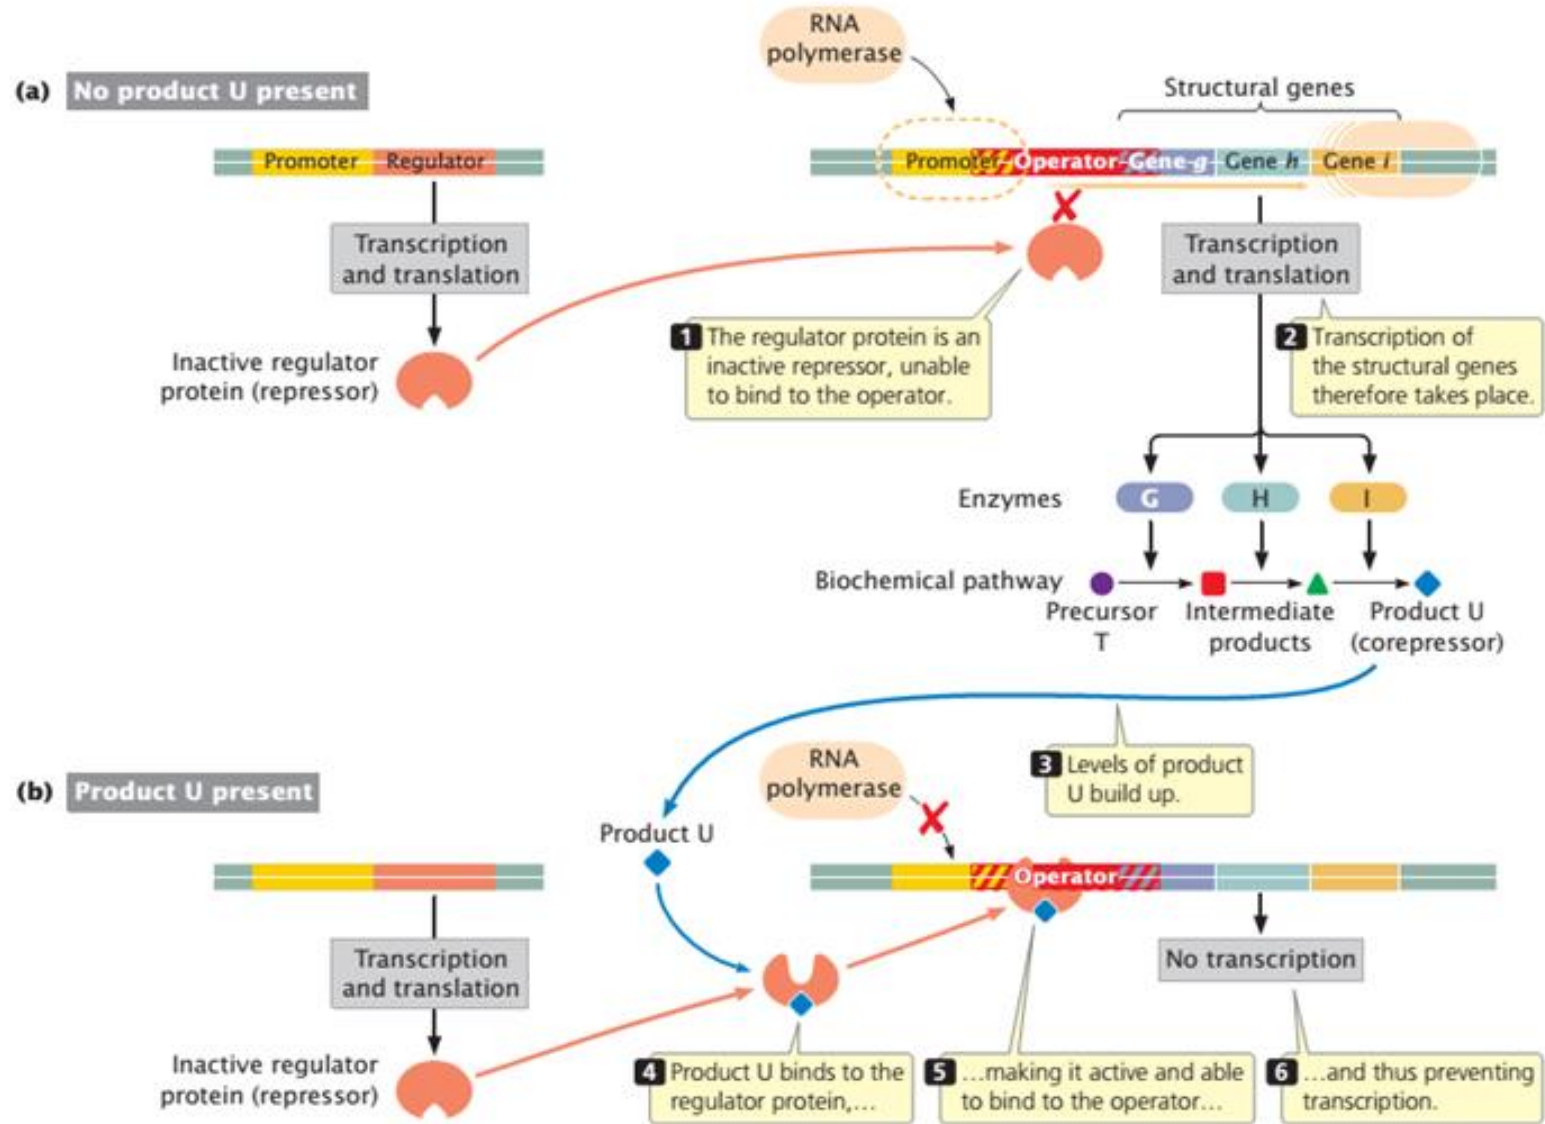 RNA
polymerase
(a) No product U present
Structural genes
Promoter Regulator
Promoter Operator Gene g Gene h Gene i
Transcription
and translation
Transcription
and translation
1 The regulator protein is an
inactive repressor, unable
to bind to the operator.
2 Transcription of
the structural genes
therefore takes place.
Inactive regulator
protein (repressor)
Enzymes G H I
Biochemical pathway
Precursor
T
Intermediate
products
Product U
(corepressor)
3 Levels of product
U build up.
RNA
polymerase
(b) Product U present
Product U
Operator
Transcription
and translation
No transcription
Inactive regulator
protein (repressor)
4 Product U binds to the
regulator protein,...
5 ...making it active and able
to bind to the operator...
6 ...and thus preventing
transcription.